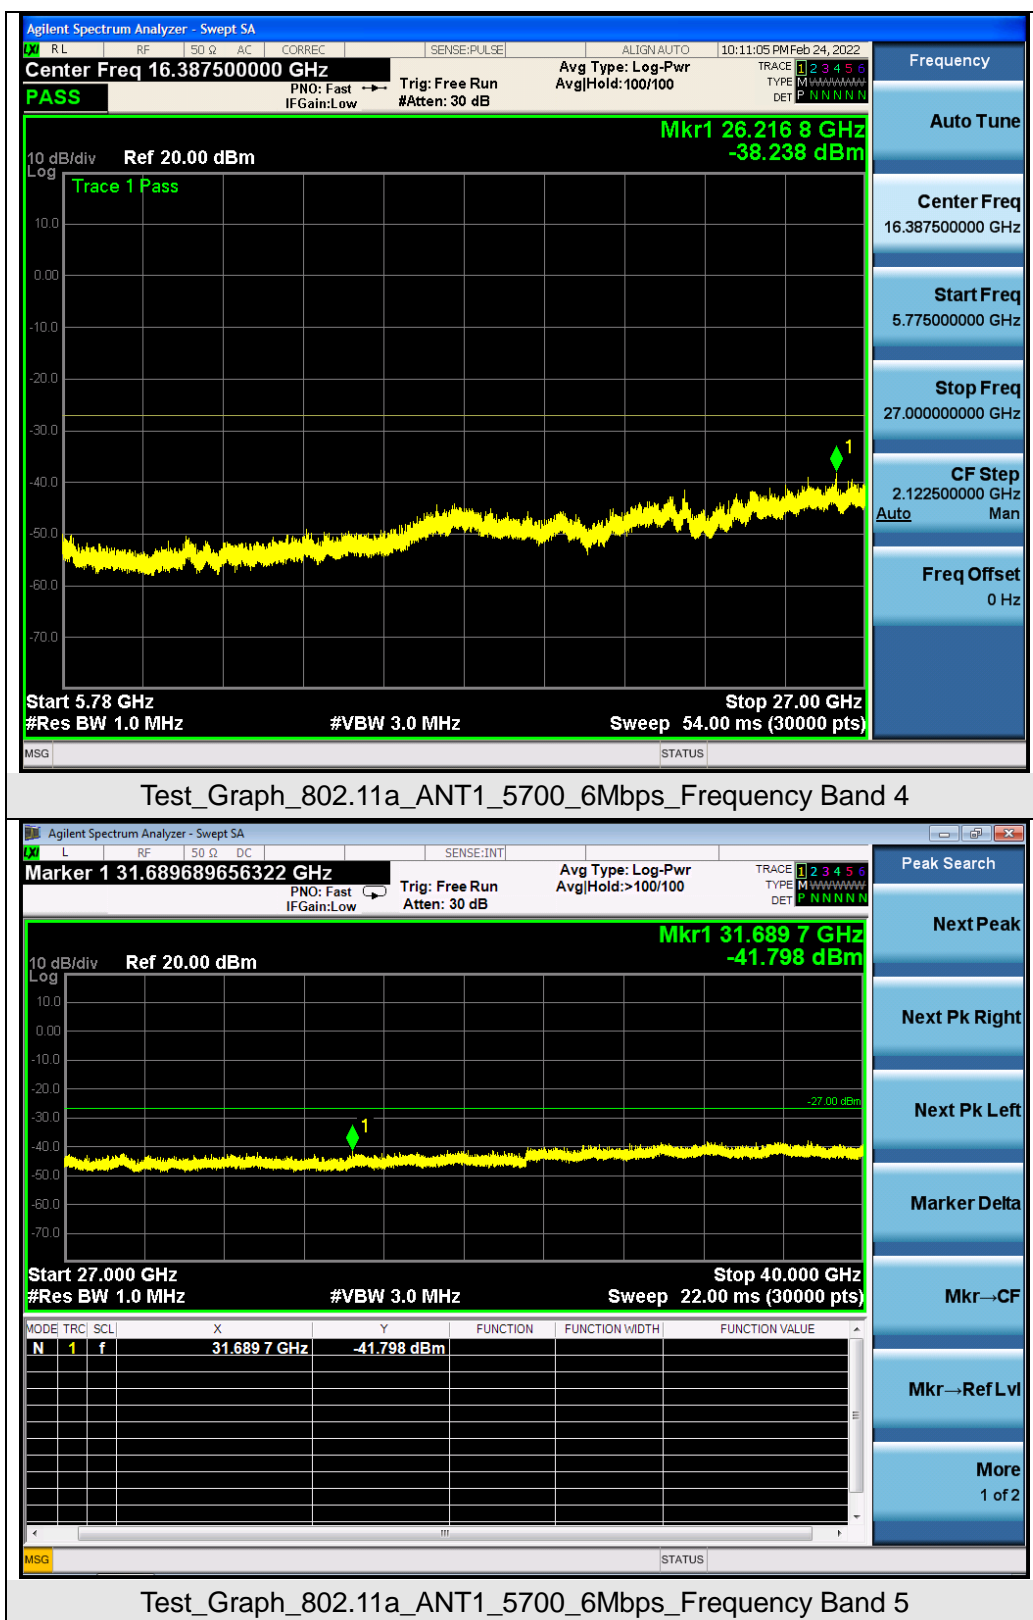 Agilent Spectrum Analyzer - Swept SA
LXI RL RF 50 Ω AC CORREC SENSE:PULSE ALIGN AUTO 10:11:05 PM Feb 24, 2022
Center Freq 16.387500000 GHz
PASS
PNO: Fast
IFGain:Low
Trig: Free Run
#Atten: 30 dB
Avg Type: Log-Pwr
Avg|Hold: 100/100
TRACE 1 2 3 4 5 6
TYPE M WWWWW
DET P N N N N N
Mkr1 26.216 8 GHz
-38.238 dBm
10 dB/div Ref 20.00 dBm
Log
Trace 1 Pass
10.0
0.00
-10.0
-20.0
-30.0
1
-40.0
-50.0
-60.0
-70.0
Start 5.78 GHz Stop 27.00 GHz
#Res BW 1.0 MHz #VBW 3.0 MHz Sweep 54.00 ms (30000 pts)
MSG STATUS
Frequency
Auto Tune
Center Freq
16.387500000 GHz
Start Freq
5.775000000 GHz
Stop Freq
27.000000000 GHz
CF Step
2.122500000 GHz
Auto Man
Freq Offset
0 Hz
Test_Graph_802.11a_ANT1_5700_6Mbps_Frequency Band 4
Agilent Spectrum Analyzer - Swept SA
LXI L RF 50 Ω DC SENSE:INT
Marker 1 31.689689656322 GHz
PNO: Fast
IFGain:Low
Trig: Free Run
Atten: 30 dB
Avg Type: Log-Pwr
Avg|Hold:>100/100
TRACE 1 2 3 4 5 6
TYPE M WWWWW
DET P N N N N N
Mkr1 31.689 7 GHz
-41.798 dBm
10 dB/div Ref 20.00 dBm
Log
10.0
0.00
-10.0
-20.0
-27.00 dBm
-30.0
1
-40.0
-50.0
-60.0
-70.0
Start 27.000 GHz Stop 40.000 GHz
#Res BW 1.0 MHz #VBW 3.0 MHz Sweep 22.00 ms (30000 pts)
MODE TRC SCL X Y FUNCTION FUNCTION WIDTH FUNCTION VALUE
N 1 f 31.689 7 GHz -41.798 dBm
MSG STATUS
Peak Search
Next Peak
Next Pk Right
Next Pk Left
Marker Delta
Mkr→CF
Mkr→Ref Lvl
More
1 of 2
Test_Graph_802.11a_ANT1_5700_6Mbps_Frequency Band 5